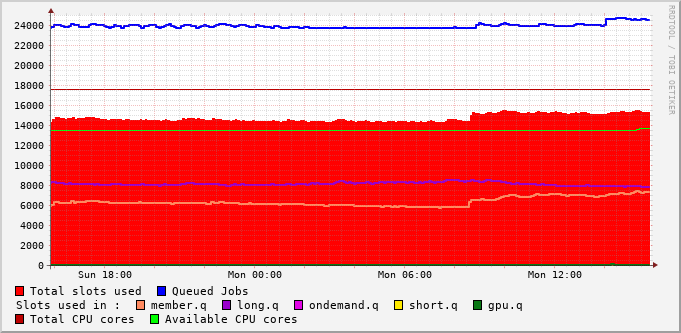 24000
22000
20000
18000
16000
14000
12000
10000
8000
6000
4000
2000
0
Sun 18:00 Mon 00:00 Mon 06:00 Mon 12:00
Total slots used Queued Jobs
Slots used in : member.q long.q ondemand.q short.q gpu.q
Total CPU cores Available CPU cores
RRDTOOL / TOBI OETIKER